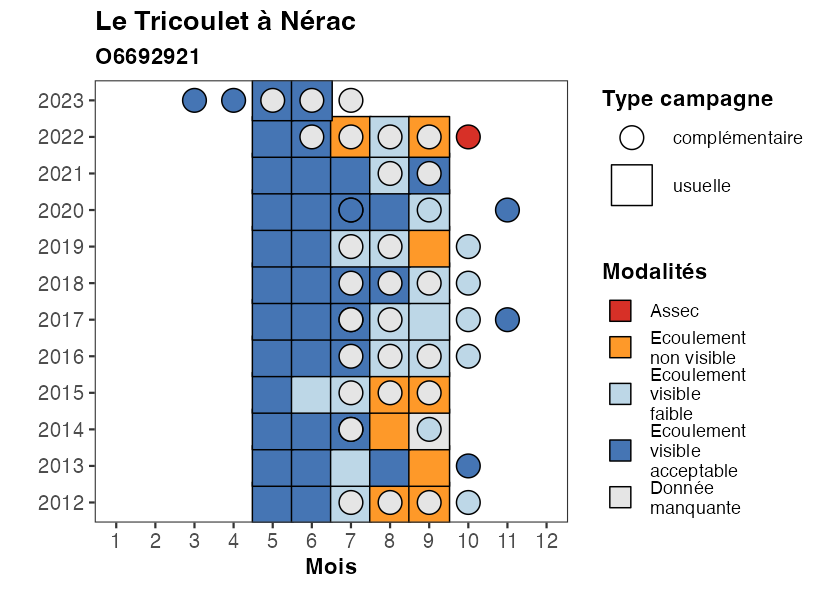 Le Tricoulet à Nérac
O6692921
2023
2022
2021
2020
2019
2018
2017
2016
2015
2014
2013
2012
1 2 3 4 5 6 7 8 9 10 11 12
Mois
Type campagne
complémentaire
usuelle
Modalités
Assec
Ecoulement
non visible
Ecoulement
visible
faible
Ecoulement
visible
acceptable
Donnée
manquante